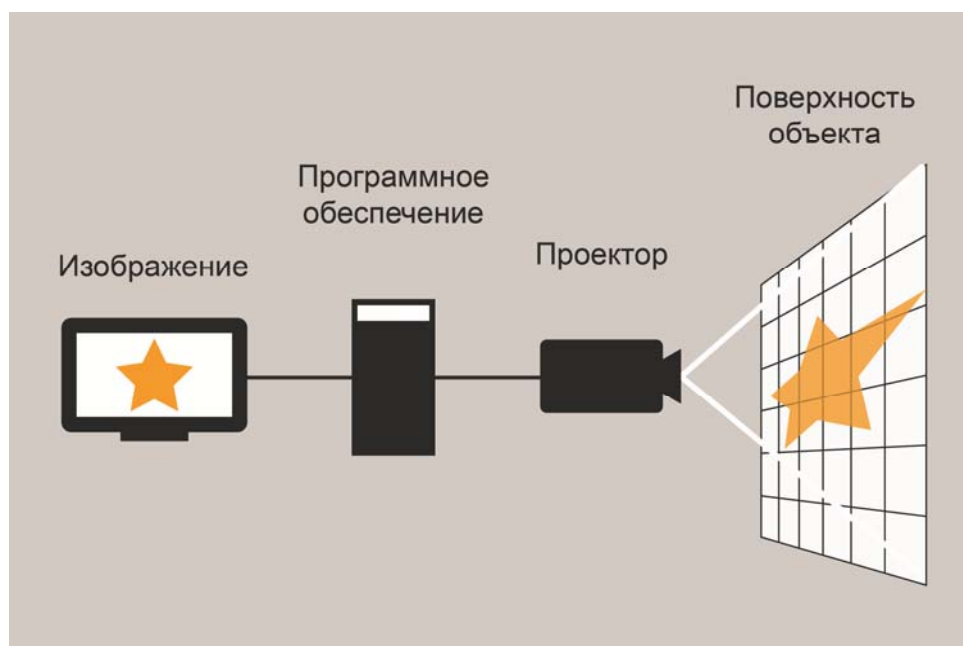 Изображение
Программное
обеспечение
Проектор
Поверхность
объекта